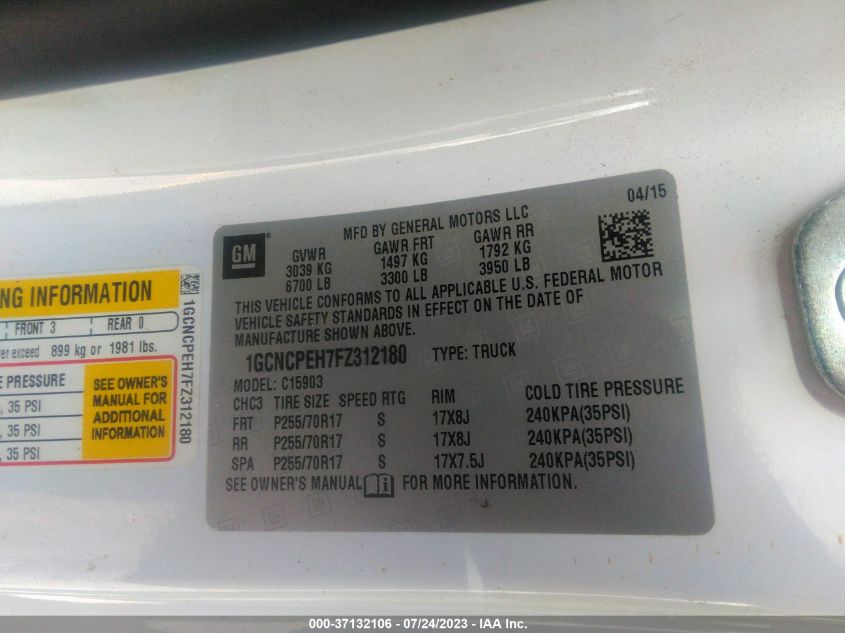 04/15
MFD BY GENERAL MOTORS LLC
GM
GVWR GAWR FRT GAWR RR
3039 KG 1497 KG 1792 KG
6700 LB 3300 LB 3950 LB
THIS VEHICLE CONFORMS TO ALL APPLICABLE U.S. FEDERAL MOTOR
VEHICLE SAFETY STANDARDS IN EFFECT ON THE DATE OF
MANUFACTURE SHOWN ABOVE.
1GCNCPEH7FZ312180 TYPE: TRUCK
MODEL: C15903
CHC3 TIRE SIZE SPEED RTG RIM COLD TIRE PRESSURE
FRT P255/70R17 S 17X8J 240KPA(35PSI)
RR P255/70R17 S 17X8J 240KPA(35PSI)
SPA P255/70R17 S 17X7.5J 240KPA(35PSI)
SEE OWNER'S MANUAL FOR MORE INFORMATION.
NG INFORMATION
FRONT 3 REAR 0
ver exceed 899 kg or 1981 lbs.
E PRESSURE
, 35 PSI
, 35 PSI
, 35 PSI
SEE OWNER'S
MANUAL FOR
ADDITIONAL
INFORMATION
1GCNCPEH7FZ312180
000-37132106 / 07/24/2023 - IAA Inc.